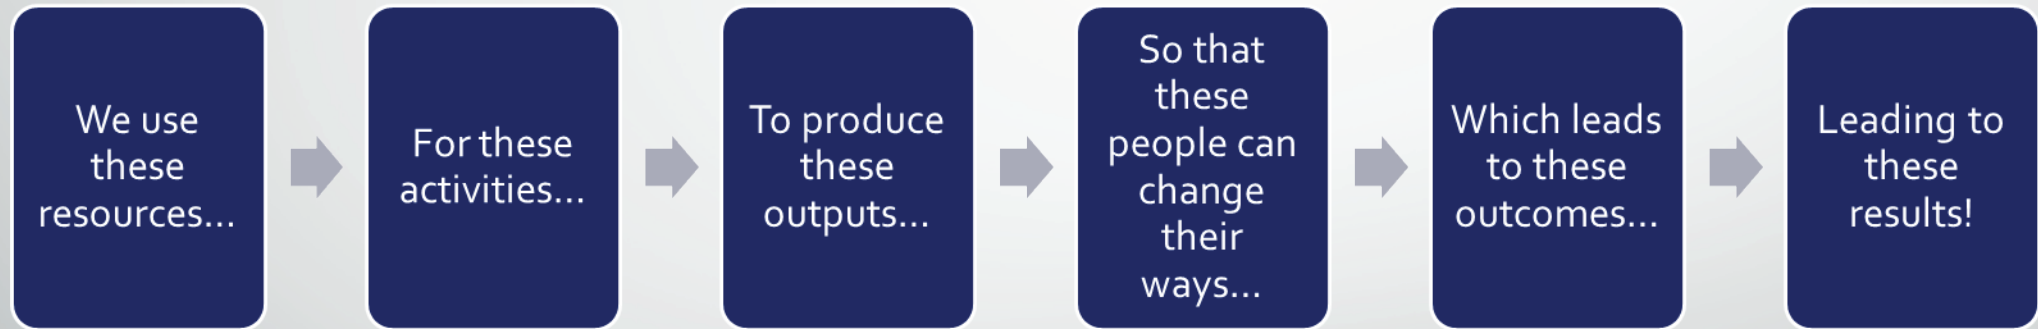 We use
these
resources...
For these
activities...
To produce
these
outputs...
So that
these
people can
change
their
ways...
Which leads
to these
outcomes...
Leading to
these
results!